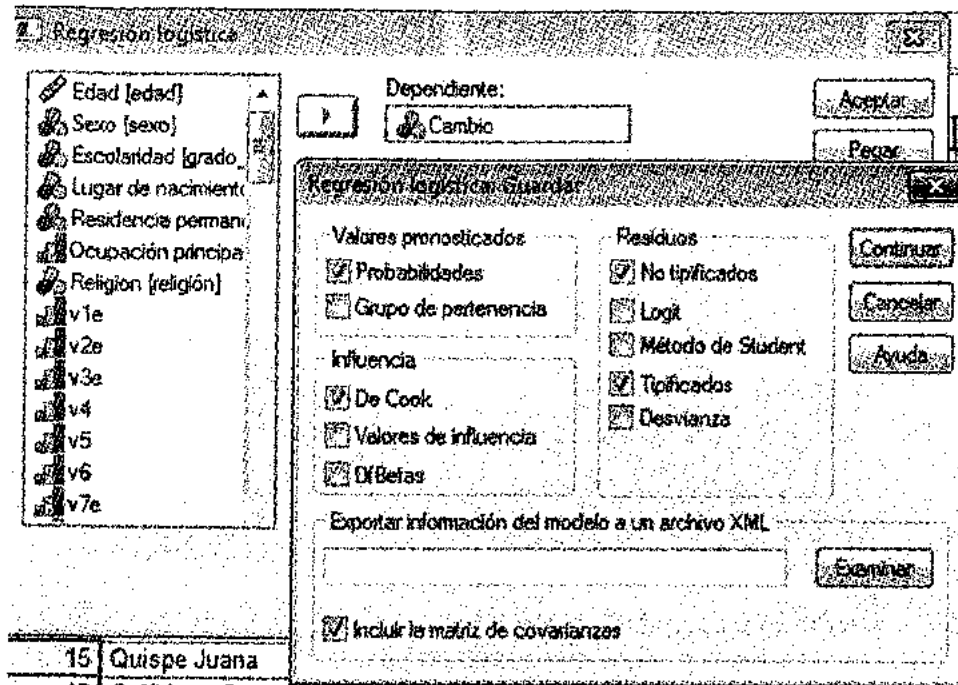 Regresión logística
Edad [edad]
Sexo [sexo]
Escolaridad [grado_
Lugar de nacimiento
Residencia perman
Ocupación principa
Religion [religión]
v1e
v2e
v3e
v4
v5
v6
v7e
Dependiente:
Cambio
Aceptar
Pegar
Regresión logística: Guardar
Valores pronosticados
Probabilidades
Grupo de pertenencia
Influencia
De Cook
Valores de influencia
DfBetas
Residuos
No tipificados
Logit
Método de Student
Tipificados
Desvianza
Continuar
Cancelar
Ayuda
Exportar información del modelo a un archivo XML
Examinar
Incluir la matriz de covarianzas
15 Quispe Juana